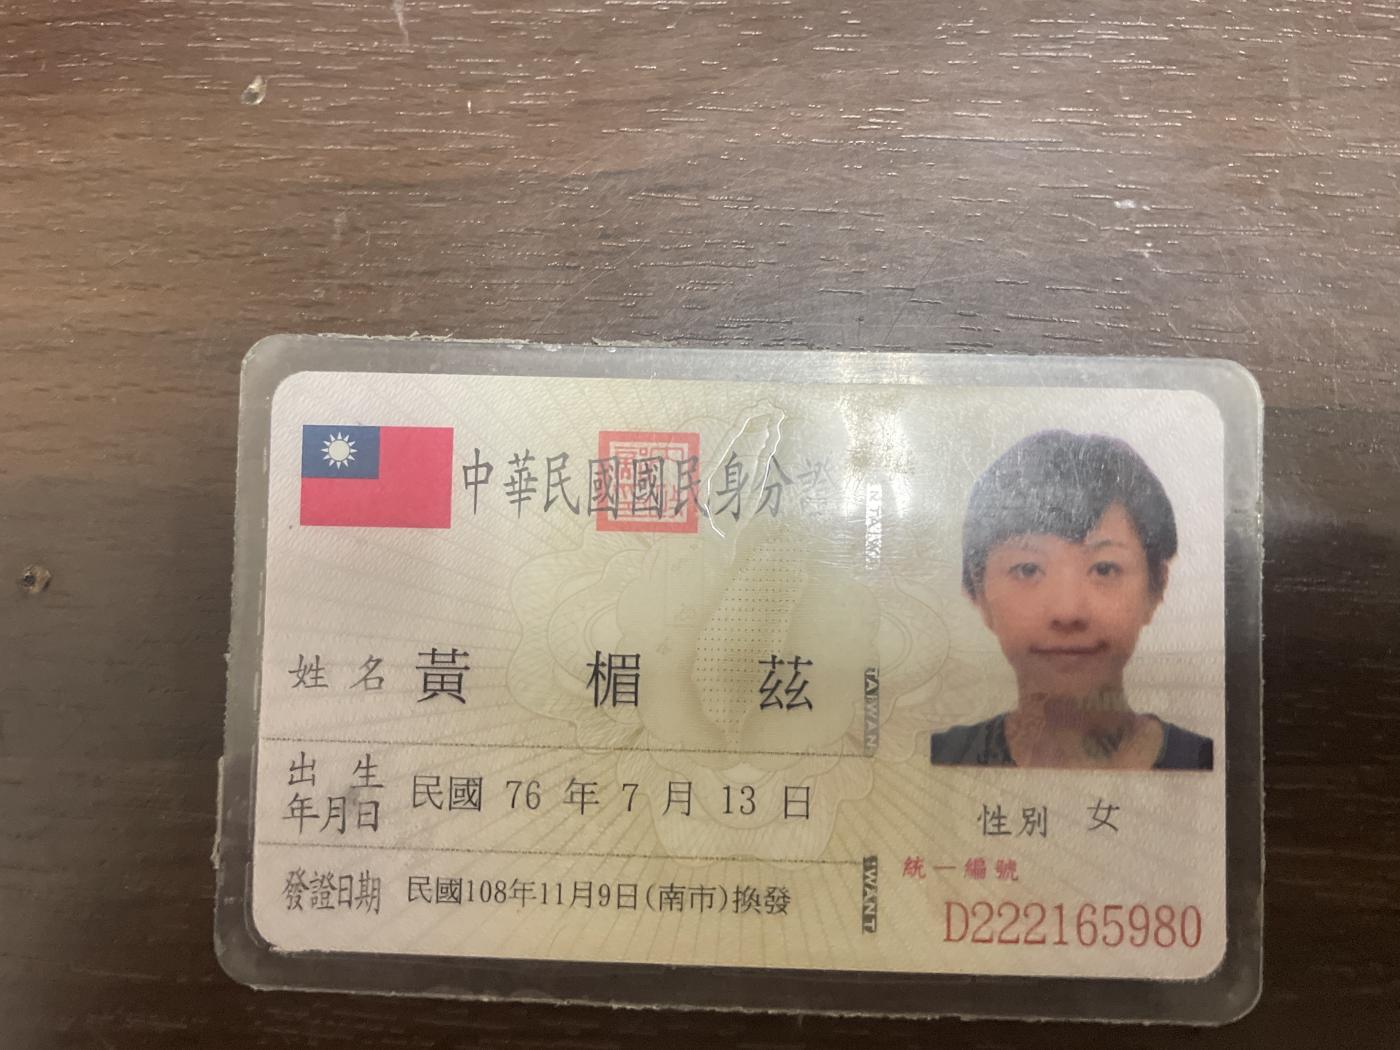 中華民國國民身分證
姓名 黃楣茲
出生年月日 民國 76 年 7 月 13 日
性別 女
發證日期 民國108年11月9日(南市)換發
統一編號
D222165980
TAIWAN